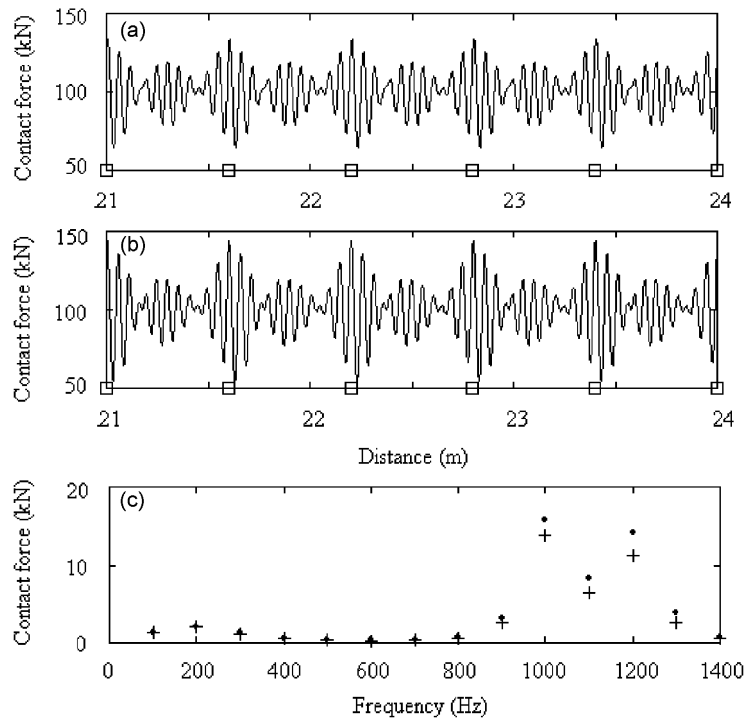 150
(a)
Contact force (kN)
100
50
21 22 23 24
150
(b)
Contact force (kN)
100
50
21 22 23 24
Distance (m)
20
(c)
Contact force (kN)
10
0
0 200 400 600 800 1000 1200 1400
Frequency (Hz)